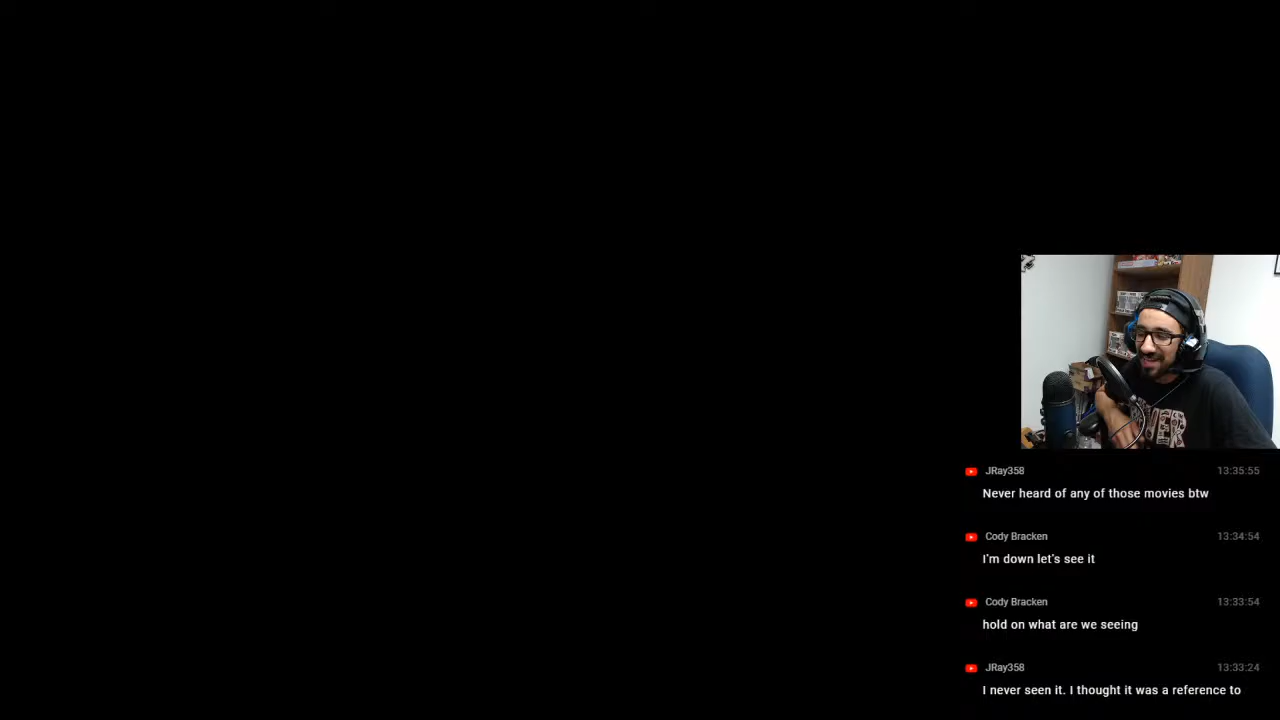 JRay358 13:35:55
Never heard of any of those movies btw
Cody Bracken 13:34:54
I'm down let's see it
Cody Bracken 13:33:54
hold on what are we seeing
JRay358 13:33:24
I never seen it. I thought it was a reference to